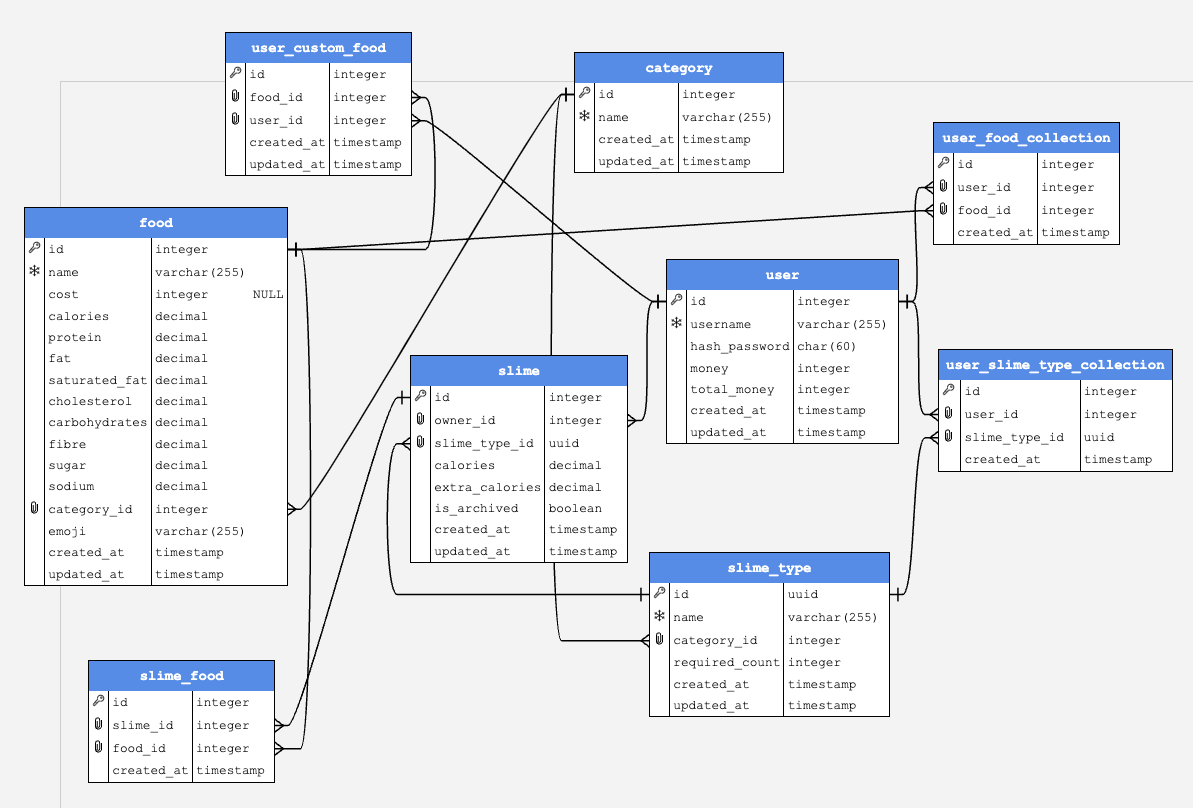 user_custom_food
id integer
food_id integer
user_id integer
created_at timestamp
updated_at timestamp
category
id integer
name varchar(255)
created_at timestamp
updated_at timestamp
user_food_collection
id integer
user_id integer
food_id integer
created_at timestamp
food
id integer
name varchar(255)
cost integer NULL
calories decimal
protein decimal
fat decimal
saturated_fat decimal
cholesterol decimal
carbohydrates decimal
fibre decimal
sugar decimal
sodium decimal
category_id integer
emoji varchar(255)
created_at timestamp
updated_at timestamp
user
id integer
username varchar(255)
hash_password char(60)
money integer
total_money integer
created_at timestamp
updated_at timestamp
slime
id integer
owner_id integer
slime_type_id uuid
calories decimal
extra_calories decimal
is_archived boolean
created_at timestamp
updated_at timestamp
user_slime_type_collection
id integer
user_id integer
slime_type_id uuid
created_at timestamp
slime_type
id uuid
name varchar(255)
category_id integer
required_count integer
created_at timestamp
updated_at timestamp
slime_food
id integer
slime_id integer
food_id integer
created_at timestamp